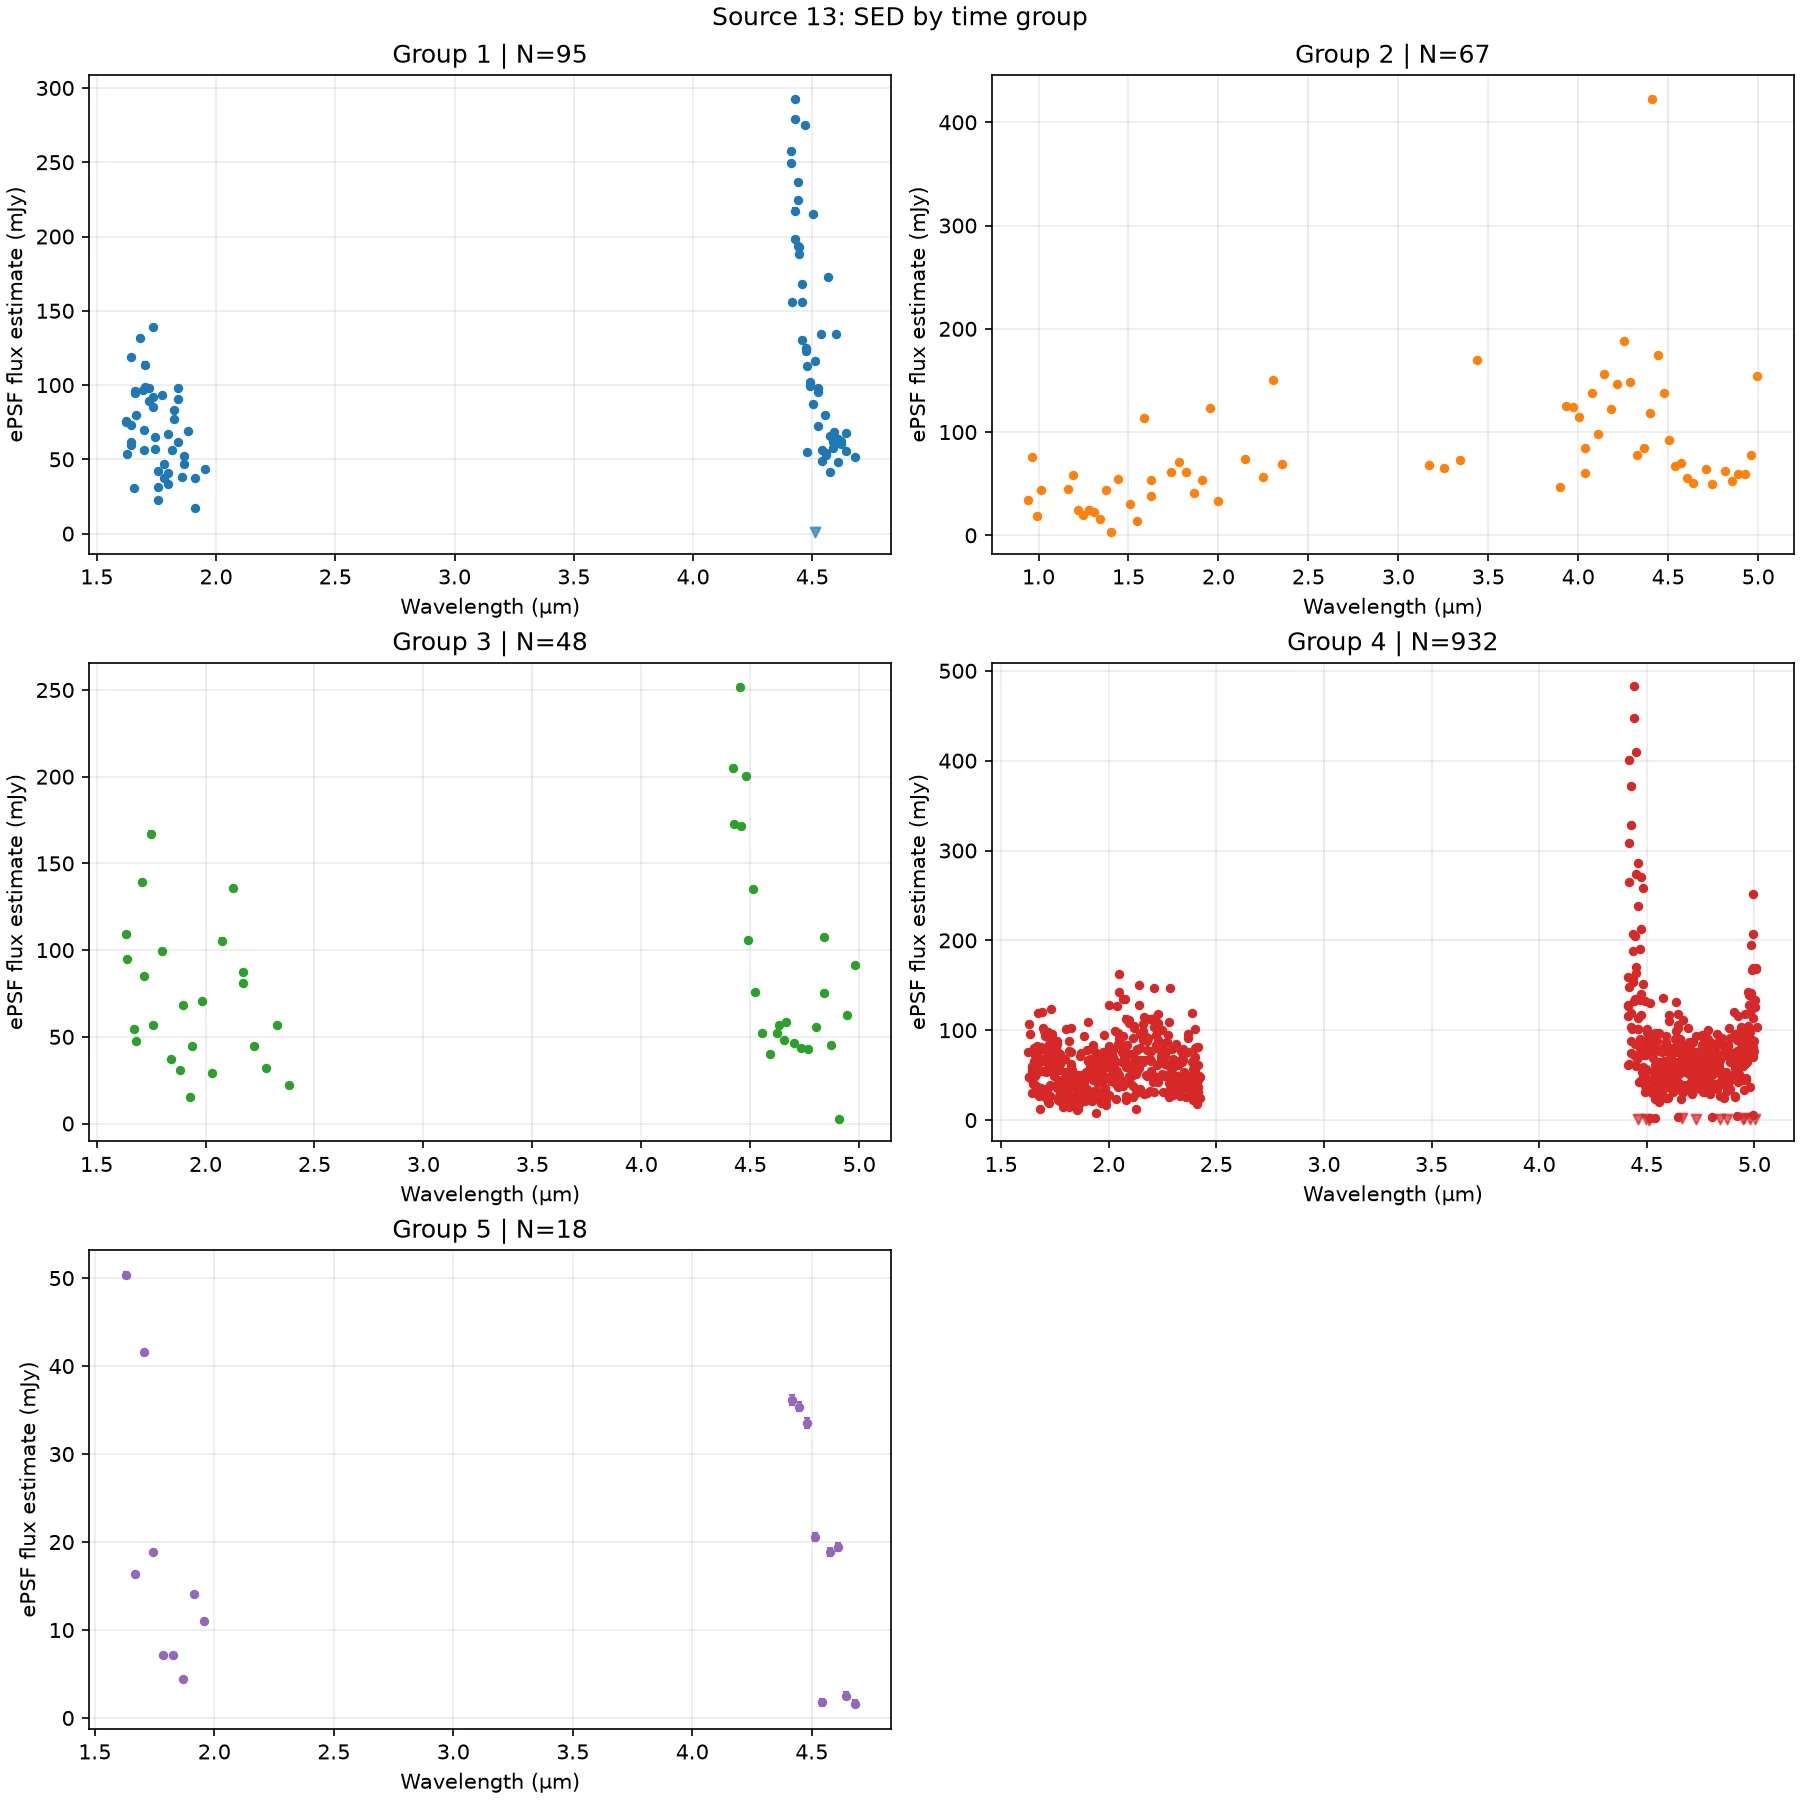 Source 13: SED by time group
Group 1 | N=95
ePSF flux estimate (mJy)
300
250
200
150
100
50
0
1.5 2.0 2.5 3.0 3.5 4.0 4.5
Wavelength (µm)
Group 2 | N=67
ePSF flux estimate (mJy)
400
300
200
100
0
1.0 1.5 2.0 2.5 3.0 3.5 4.0 4.5 5.0
Wavelength (µm)
Group 3 | N=48
ePSF flux estimate (mJy)
250
200
150
100
50
0
1.5 2.0 2.5 3.0 3.5 4.0 4.5 5.0
Wavelength (µm)
Group 4 | N=932
ePSF flux estimate (mJy)
500
400
300
200
100
0
1.5 2.0 2.5 3.0 3.5 4.0 4.5 5.0
Wavelength (µm)
Group 5 | N=18
ePSF flux estimate (mJy)
50
40
30
20
10
0
1.5 2.0 2.5 3.0 3.5 4.0 4.5
Wavelength (µm)